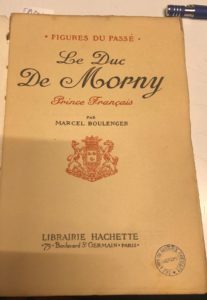 • FIGURES DU PASSÉ •
Le Duc
De Morny
Prince Français
PAR
MARCEL BOULENGER
LIBRAIRIE HACHETTE
•79• Boulevard St GERMAIN • PARIS•